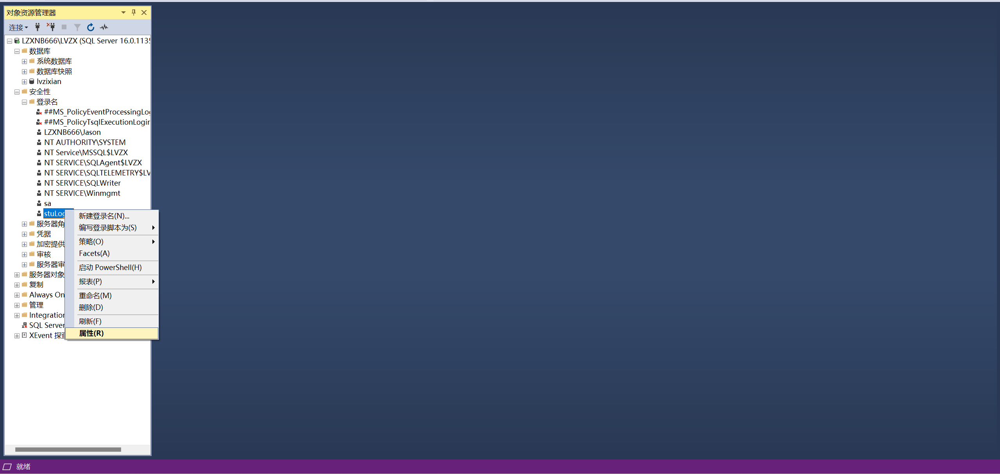 对象资源管理器
连接
LZXNB666\LVZX (SQL Server 16.0.1135
数据库
系统数据库
数据库快照
lvzixian
安全性
登录名
##MS_PolicyEventProcessingLog
##MS_PolicyTsqlExecutionLogin
LZXNB666\Jason
NT AUTHORITY\SYSTEM
NT Service\MSSQL$LVZX
NT SERVICE\SQLAgent$LVZX
NT SERVICE\SQLTELEMETRY$LV
NT SERVICE\SQLWriter
NT SERVICE\Winmgmt
sa
stuLog
服务器角
凭据
加密提供
审核
服务器审
服务器对象
复制
Always On
管理
Integration
SQL Server
XEvent 探查
新建登录名(N)...
编写登录脚本为(S)
策略(O)
Facets(A)
启动 PowerShell(H)
报表(P)
重命名(M)
删除(D)
刷新(F)
属性(R)
就绪